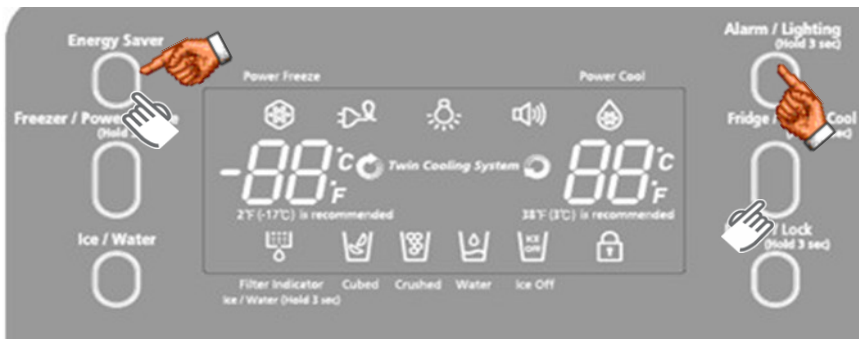 Energy Saver
Alarm / Lighting
(Hold 3 sec)
Power Freeze
Power Cool
Freezer /
(Hold
Fridge
Cool
-88°C °F
Twin Cooling System
88°C °F
2°F (-17°C) is recommended
38°F (3°C) is recommended
Ice / Water
Lock
(Hold 3 sec)
ICE
OFF
Filter Indicator
Cubed
Crushed
Water
Ice Off
Ice / Water (Hold 3 sec)